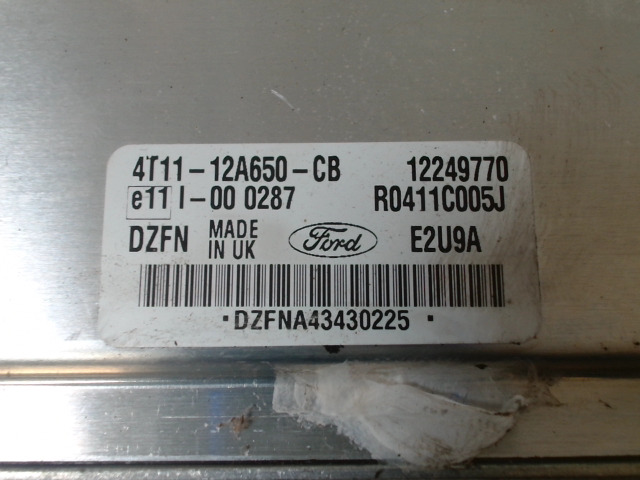 4T11-12A650-CB 12249770
e11 I-00 0287 R0411C005J
DZFN MADE IN UK Ford E2U9A
·DZFNA43430225·